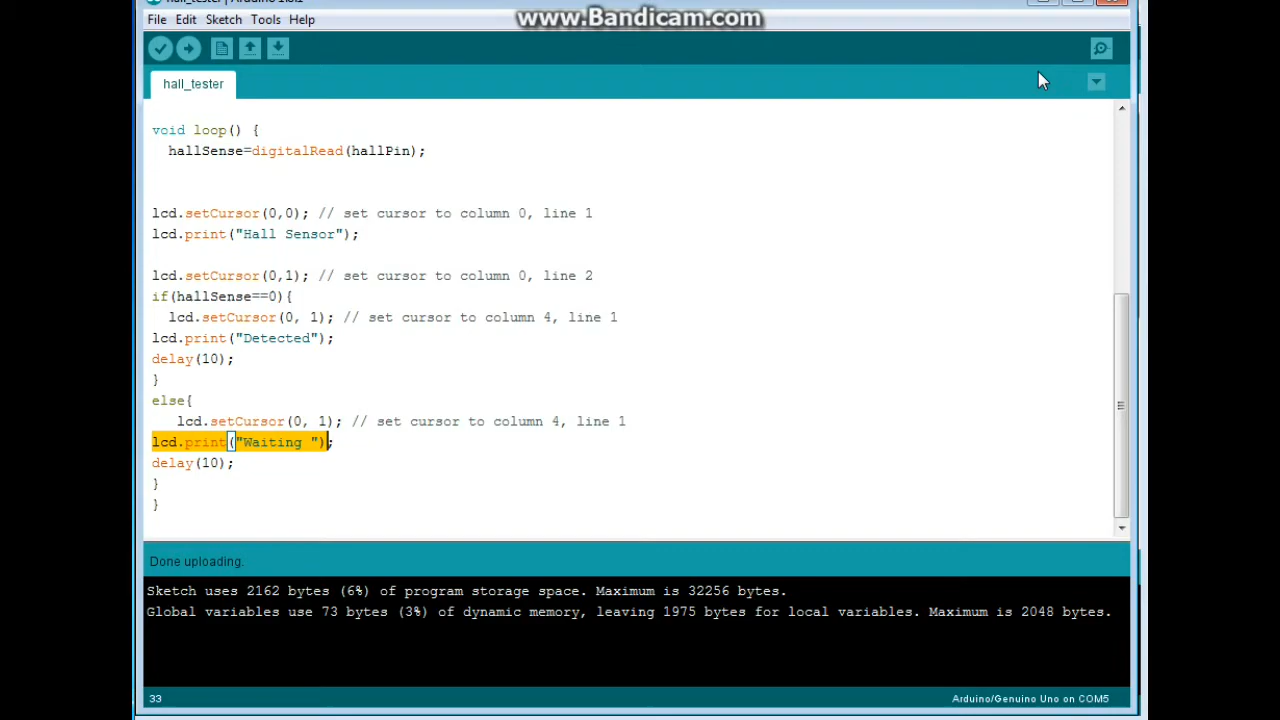 hall_tester | Arduino 1.8.1
www.Bandicam.com
File Edit Sketch Tools Help
hall_tester
void loop() {
hallSense=digitalRead(hallPin);
lcd.setCursor(0,0); // set cursor to column 0, line 1
lcd.print("Hall Sensor");
lcd.setCursor(0,1); // set cursor to column 0, line 2
if(hallSense==0){
lcd.setCursor(0, 1); // set cursor to column 4, line 1
lcd.print("Detected");
delay(10);
}
else{
lcd.setCursor(0, 1); // set cursor to column 4, line 1
lcd.print("Waiting ");
delay(10);
}
}
Done uploading.
Sketch uses 2162 bytes (6%) of program storage space. Maximum is 32256 bytes.
Global variables use 73 bytes (3%) of dynamic memory, leaving 1975 bytes for local variables. Maximum is 2048 bytes.
33
Arduino/Genuino Uno on COM5